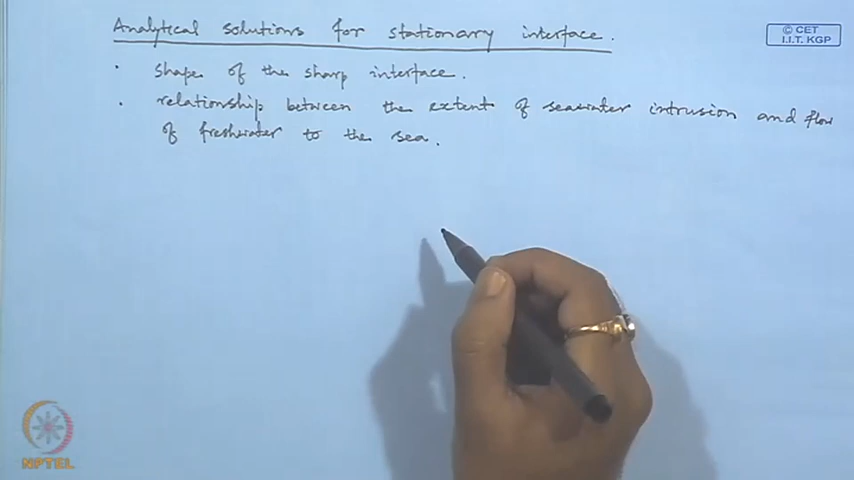 Analytical solutions for stationary interface.
© CET
I.I.T. KGP
· shape of the sharp interface.
· relationship between the extent of seawater intrusion and flow
of freshwater to the sea.
NPTEL